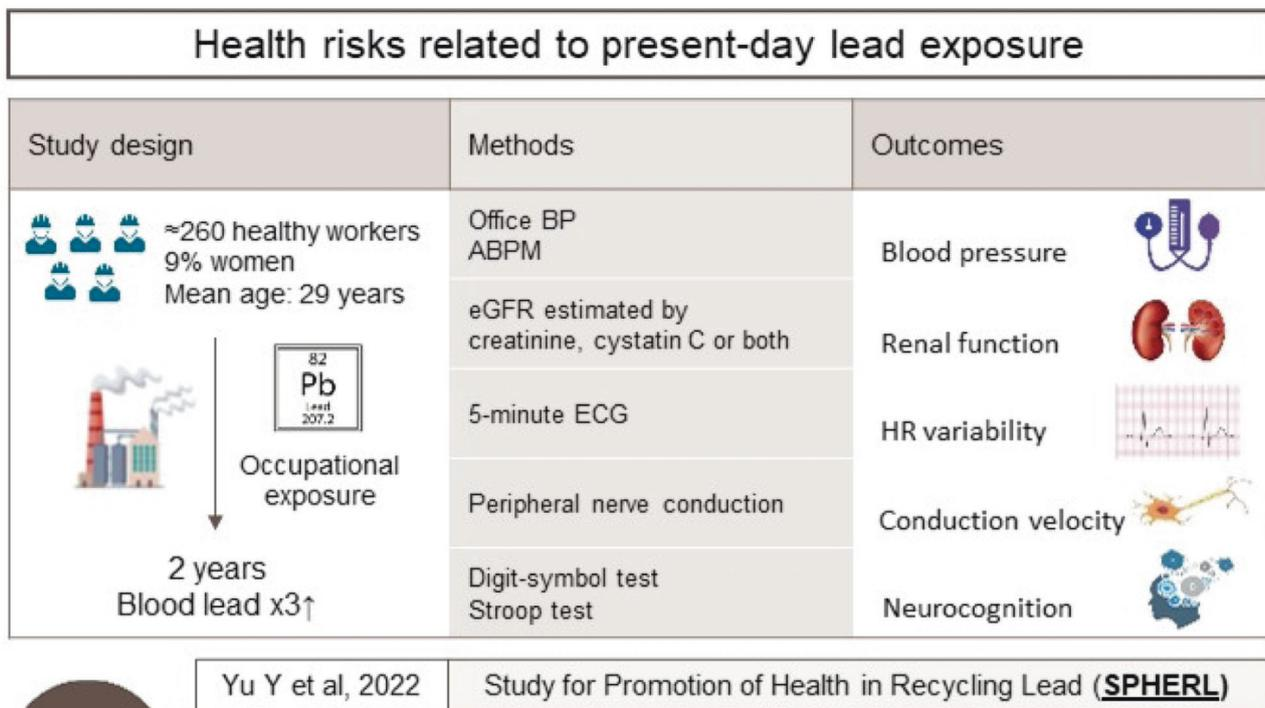 Health risks related to present-day lead exposure
Study design
Methods
Outcomes
≈260 healthy workers
9% women
Mean age: 29 years
82
Pb
Lead
207.2
Occupational
exposure
2 years
Blood lead x3↑
Office BP
ABPM
Blood pressure
eGFR estimated by
creatinine, cystatin C or both
Renal function
5-minute ECG
HR variability
Peripheral nerve conduction
Conduction velocity
Digit-symbol test
Stroop test
Neurocognition
Yu Y et al, 2022
Study for Promotion of Health in Recycling Lead (SPHERL)